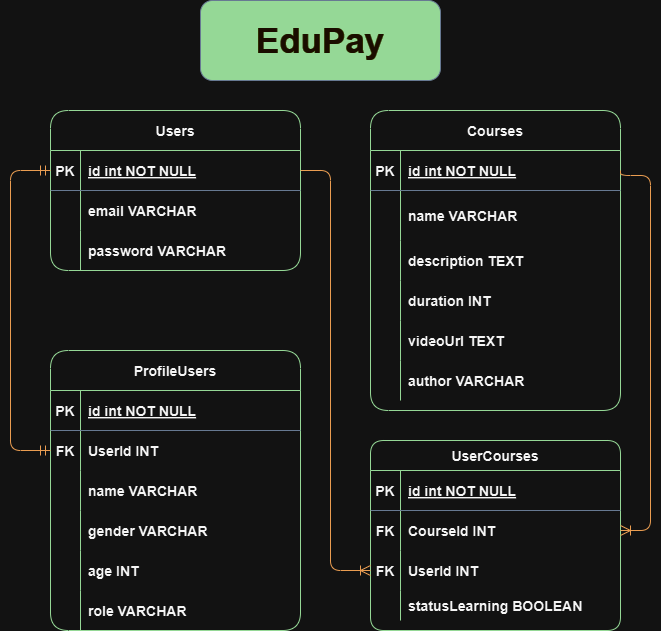 EduPay
Users
PK id int NOT NULL
email VARCHAR
password VARCHAR
Courses
PK id int NOT NULL
name VARCHAR
description TEXT
duration INT
videoUrl TEXT
author VARCHAR
ProfileUsers
PK id int NOT NULL
FK UserId INT
name VARCHAR
gender VARCHAR
age INT
role VARCHAR
UserCourses
PK id int NOT NULL
FK CourseId INT
FK UserId INT
statusLearning BOOLEAN